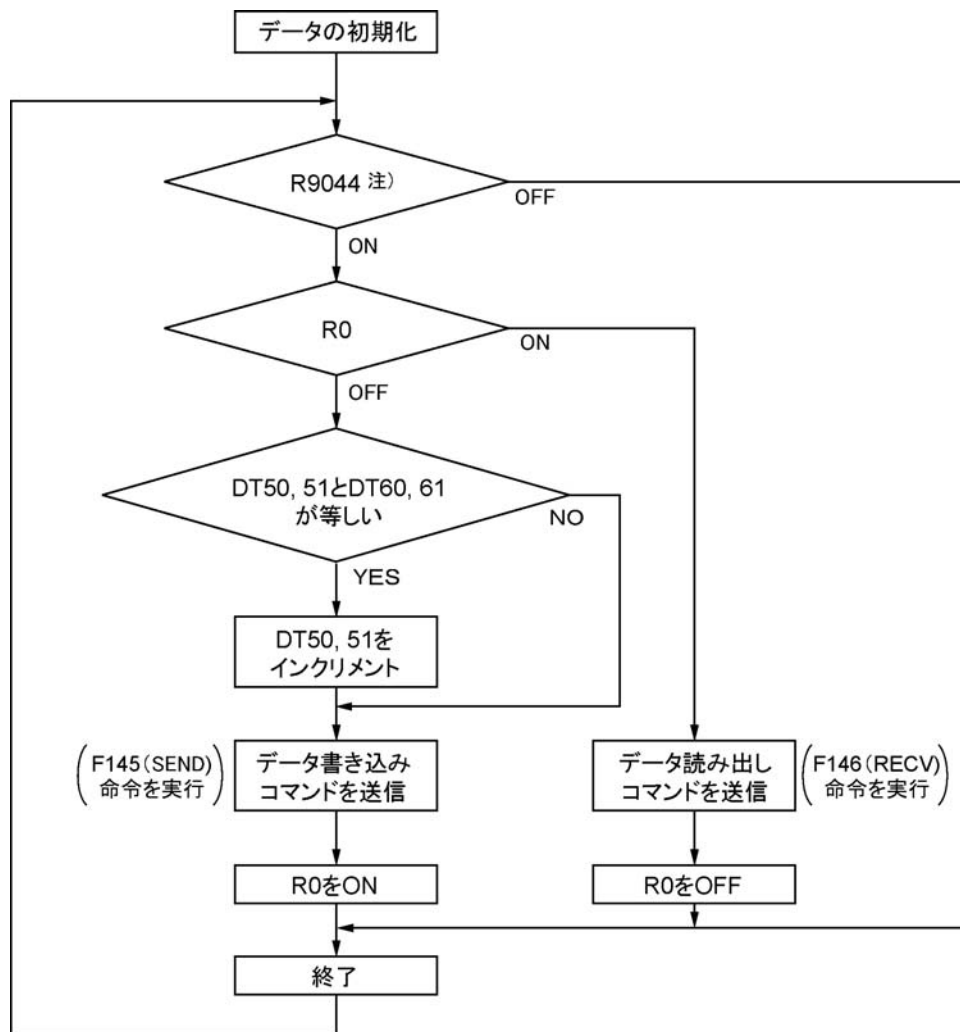 データの初期化
R9044 注)
OFF
ON
R0
ON
OFF
DT50, 51とDT60, 61
が等しい
NO
YES
DT50, 51を
インクリメント
(F145(SEND)
命令を実行)
データ書き込み
コマンドを送信
データ読み出し
コマンドを送信
(F146(RECV)
命令を実行)
R0をON
R0をOFF
終了